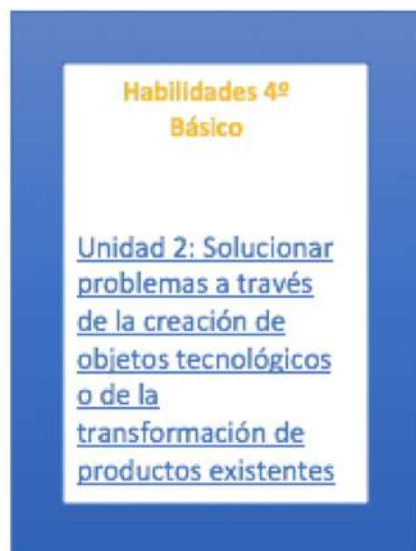 Habilidades 4º
Básico
Unidad 2: Solucionar
problemas a través
de la creación de
objetos tecnológicos
o de la
transformación de
productos existentes